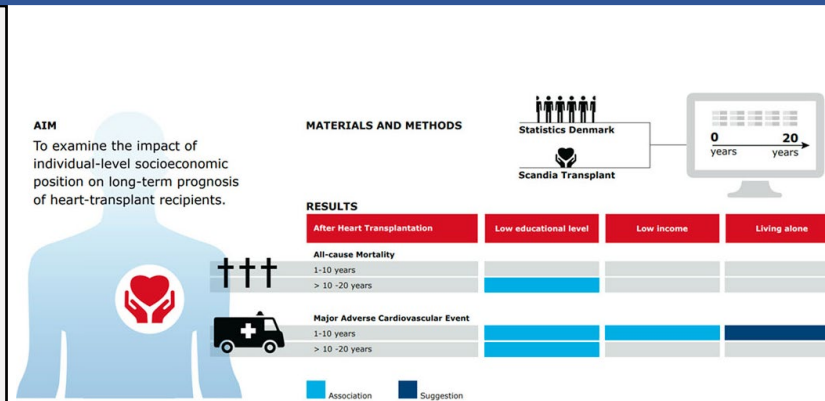 AIM
To examine the impact of
individual-level socioeconomic
position on long-term prognosis
of heart-transplant recipients.
MATERIALS AND METHODS
Statistics Denmark
Scandia Transplant
0 20
years years
RESULTS
After Heart Transplantation Low educational level Low income Living alone
All-cause Mortality
1-10 years
> 10 -20 years
Major Adverse Cardiovascular Event
1-10 years
> 10 -20 years
Association Suggestion